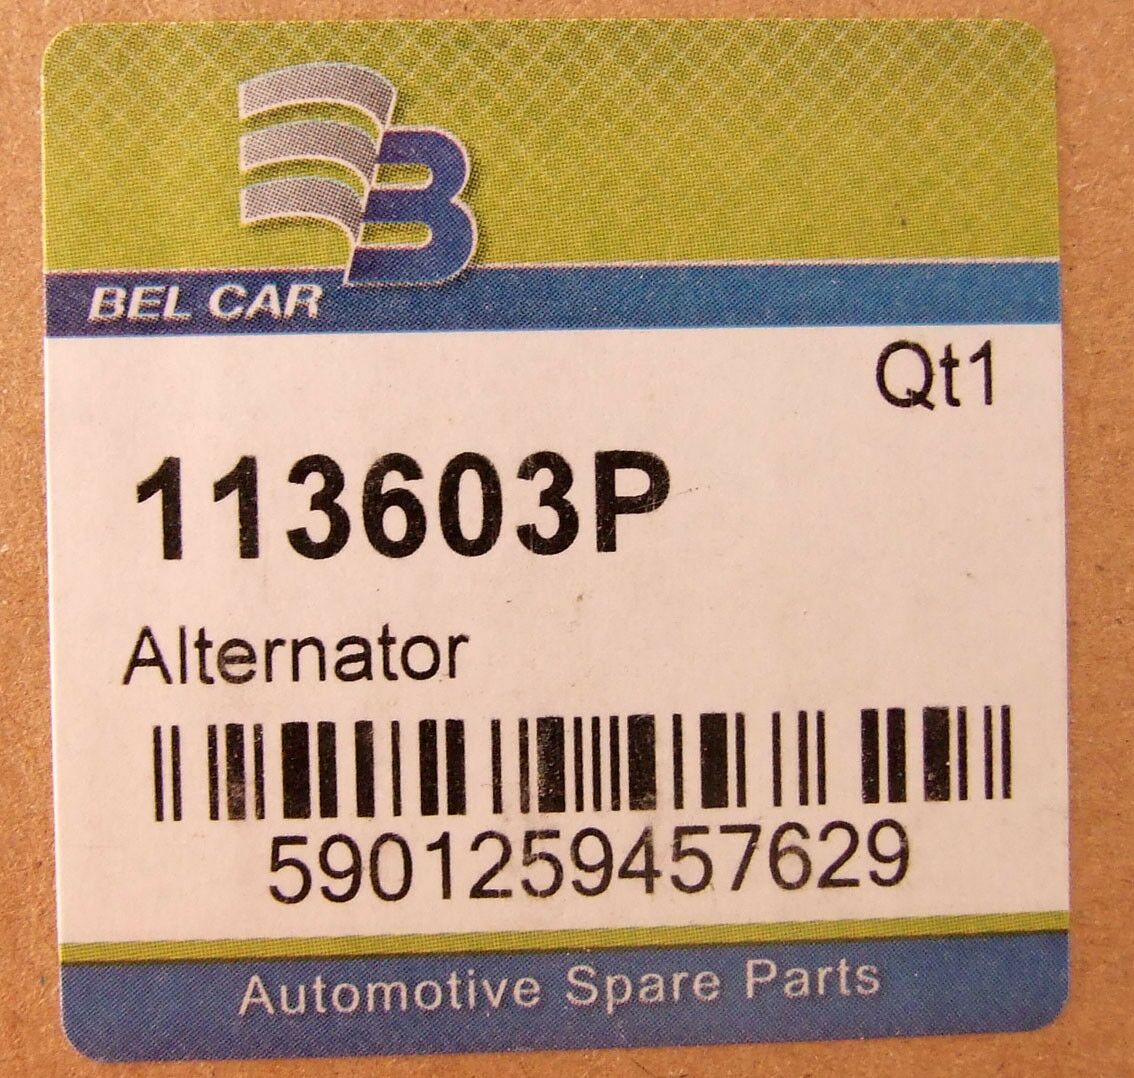 B
BEL CAR
Qt1
113603P
Alternator
5901259457629
Automotive Spare Parts